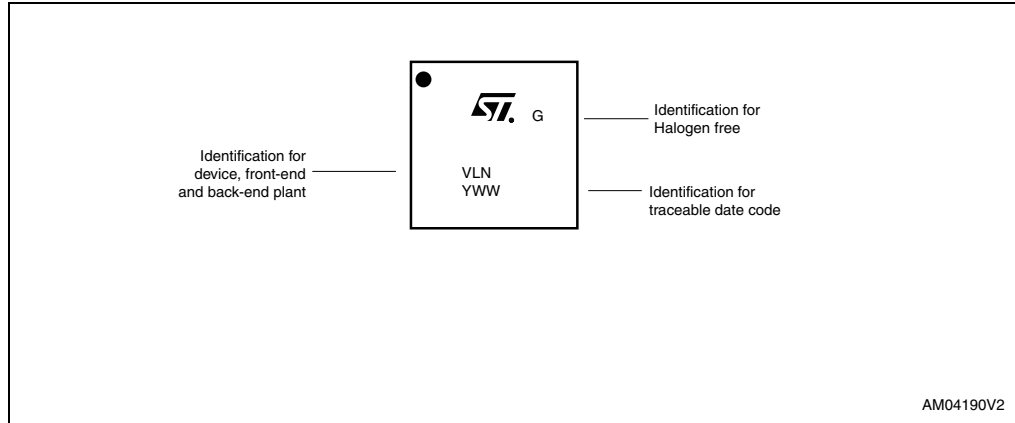 ST
G
Identification for
Halogen free
Identification for
device, front-end
and back-end plant
VLN
YWW
Identification for
traceable date code
AM04190V2